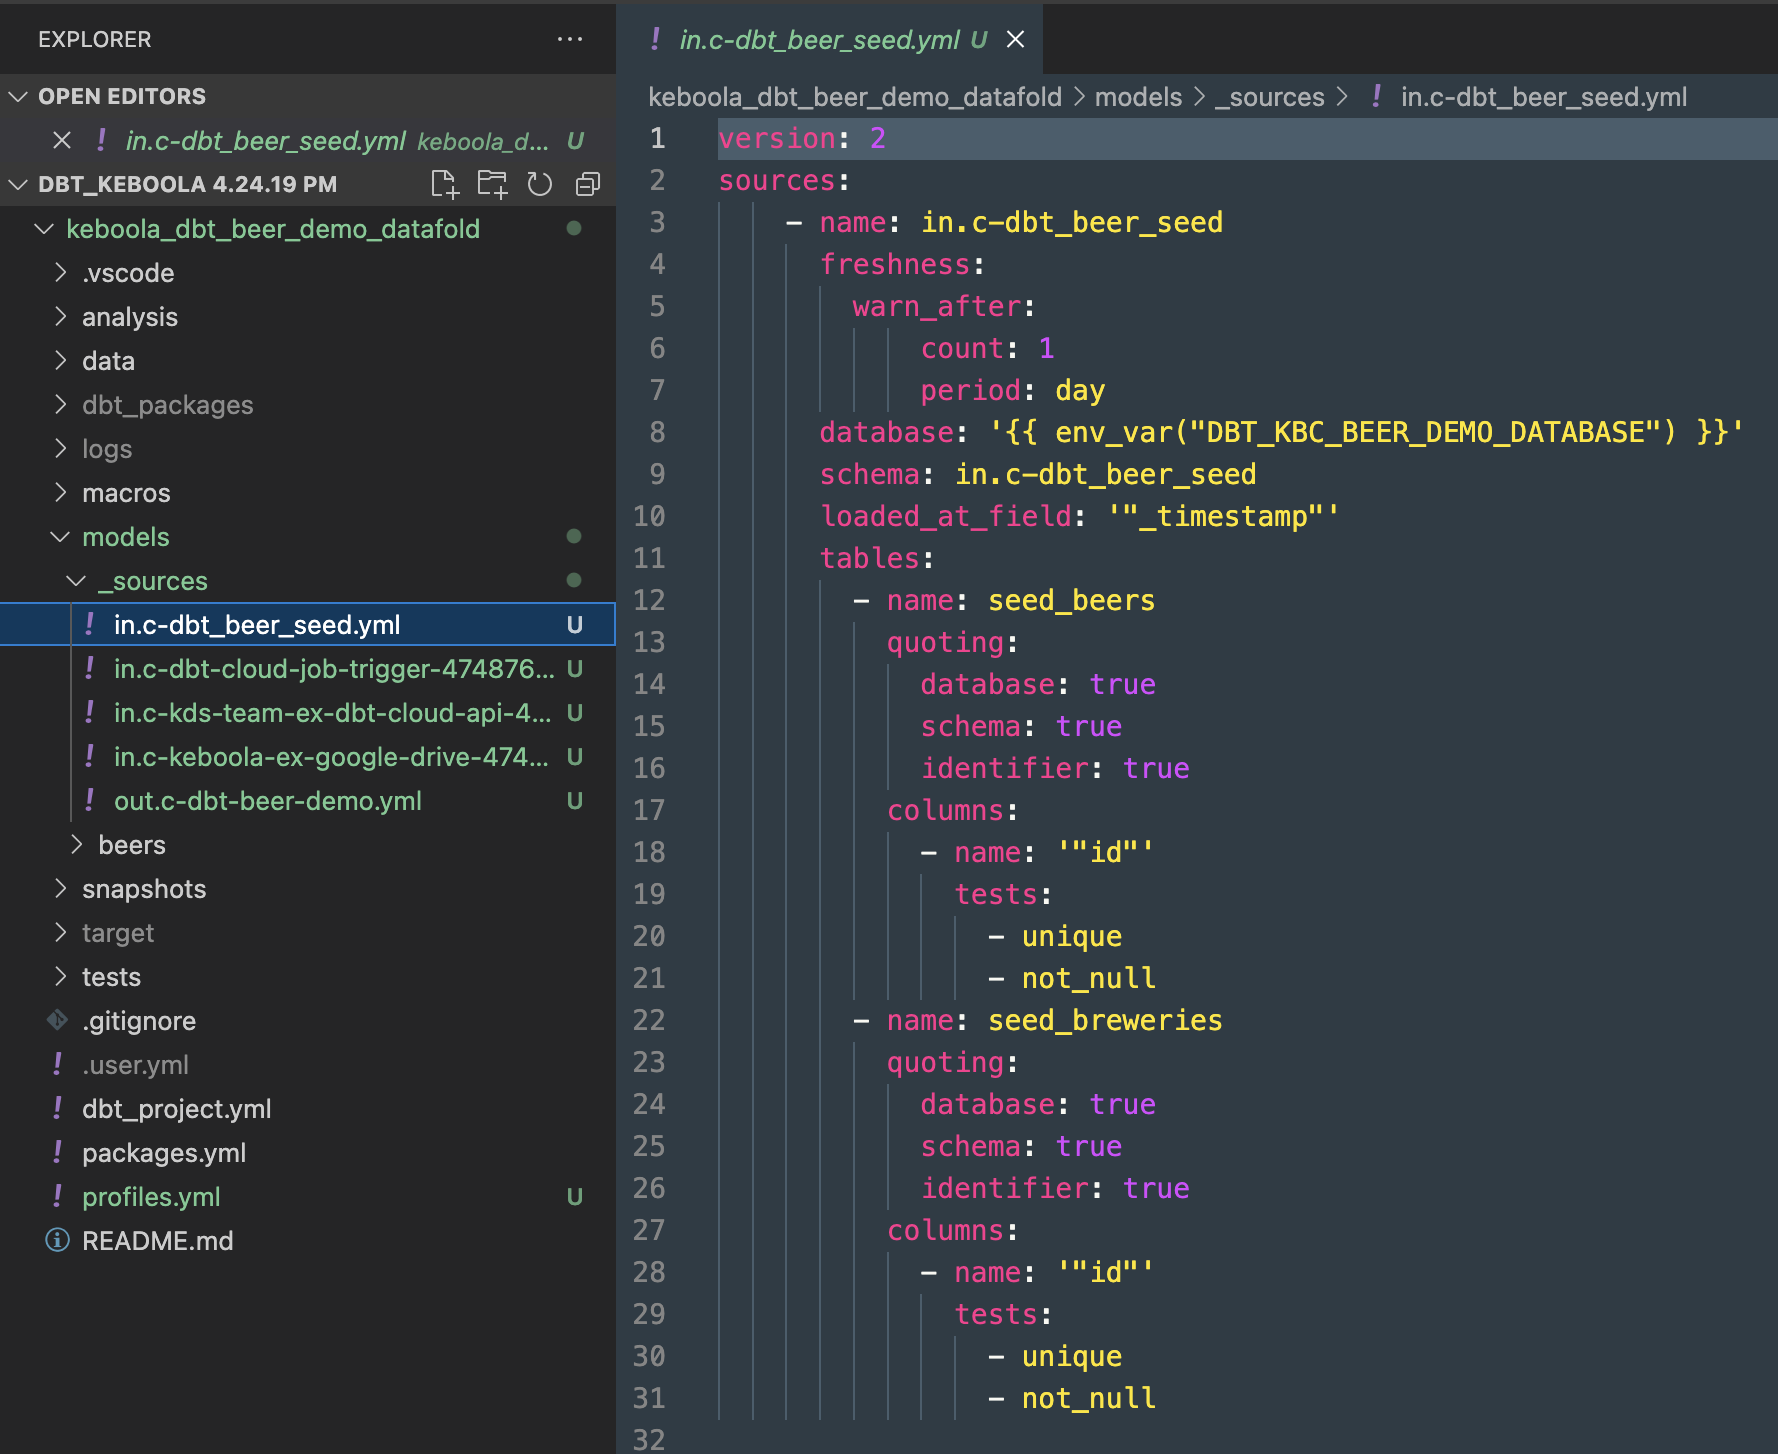 EXPLORER
OPEN EDITORS
in.c-dbt_beer_seed.yml keboola_d... U
DBT_KEBOOLA 4.24.19 PM
keboola_dbt_beer_demo_datafold
.vscode
analysis
data
dbt_packages
logs
macros
models
_sources
in.c-dbt_beer_seed.yml U
in.c-dbt-cloud-job-trigger-474876... U
in.c-kds-team-ex-dbt-cloud-api-4... U
in.c-keboola-ex-google-drive-474... U
out.c-dbt-beer-demo.yml U
beers
snapshots
target
tests
.gitignore
.user.yml
dbt_project.yml
packages.yml
profiles.yml U
README.md
in.c-dbt_beer_seed.yml U
keboola_dbt_beer_demo_datafold > models > _sources > ! in.c-dbt_beer_seed.yml
1 version: 2
2 sources:
3 - name: in.c-dbt_beer_seed
4 freshness:
5 warn_after:
6 count: 1
7 period: day
8 database: '{{ env_var("DBT_KBC_BEER_DEMO_DATABASE") }}'
9 schema: in.c-dbt_beer_seed
10 loaded_at_field: '"_timestamp"'
11 tables:
12 - name: seed_beers
13 quoting:
14 database: true
15 schema: true
16 identifier: true
17 columns:
18 - name: '"id"'
19 tests:
20 - unique
21 - not_null
22 - name: seed_breweries
23 quoting:
24 database: true
25 schema: true
26 identifier: true
27 columns:
28 - name: '"id"'
29 tests:
30 - unique
31 - not_null
32